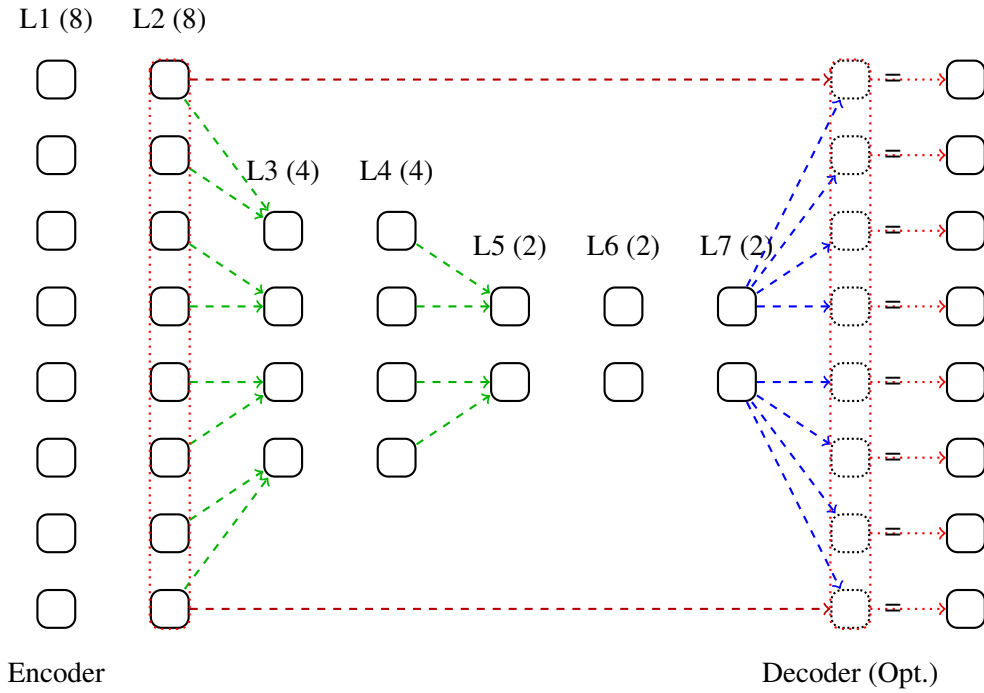 L1 (8) L2 (8)
L3 (4) L4 (4)
L5 (2) L6 (2) L7 (2)
=
=
=
=
=
=
=
=
Encoder Decoder (Opt.)